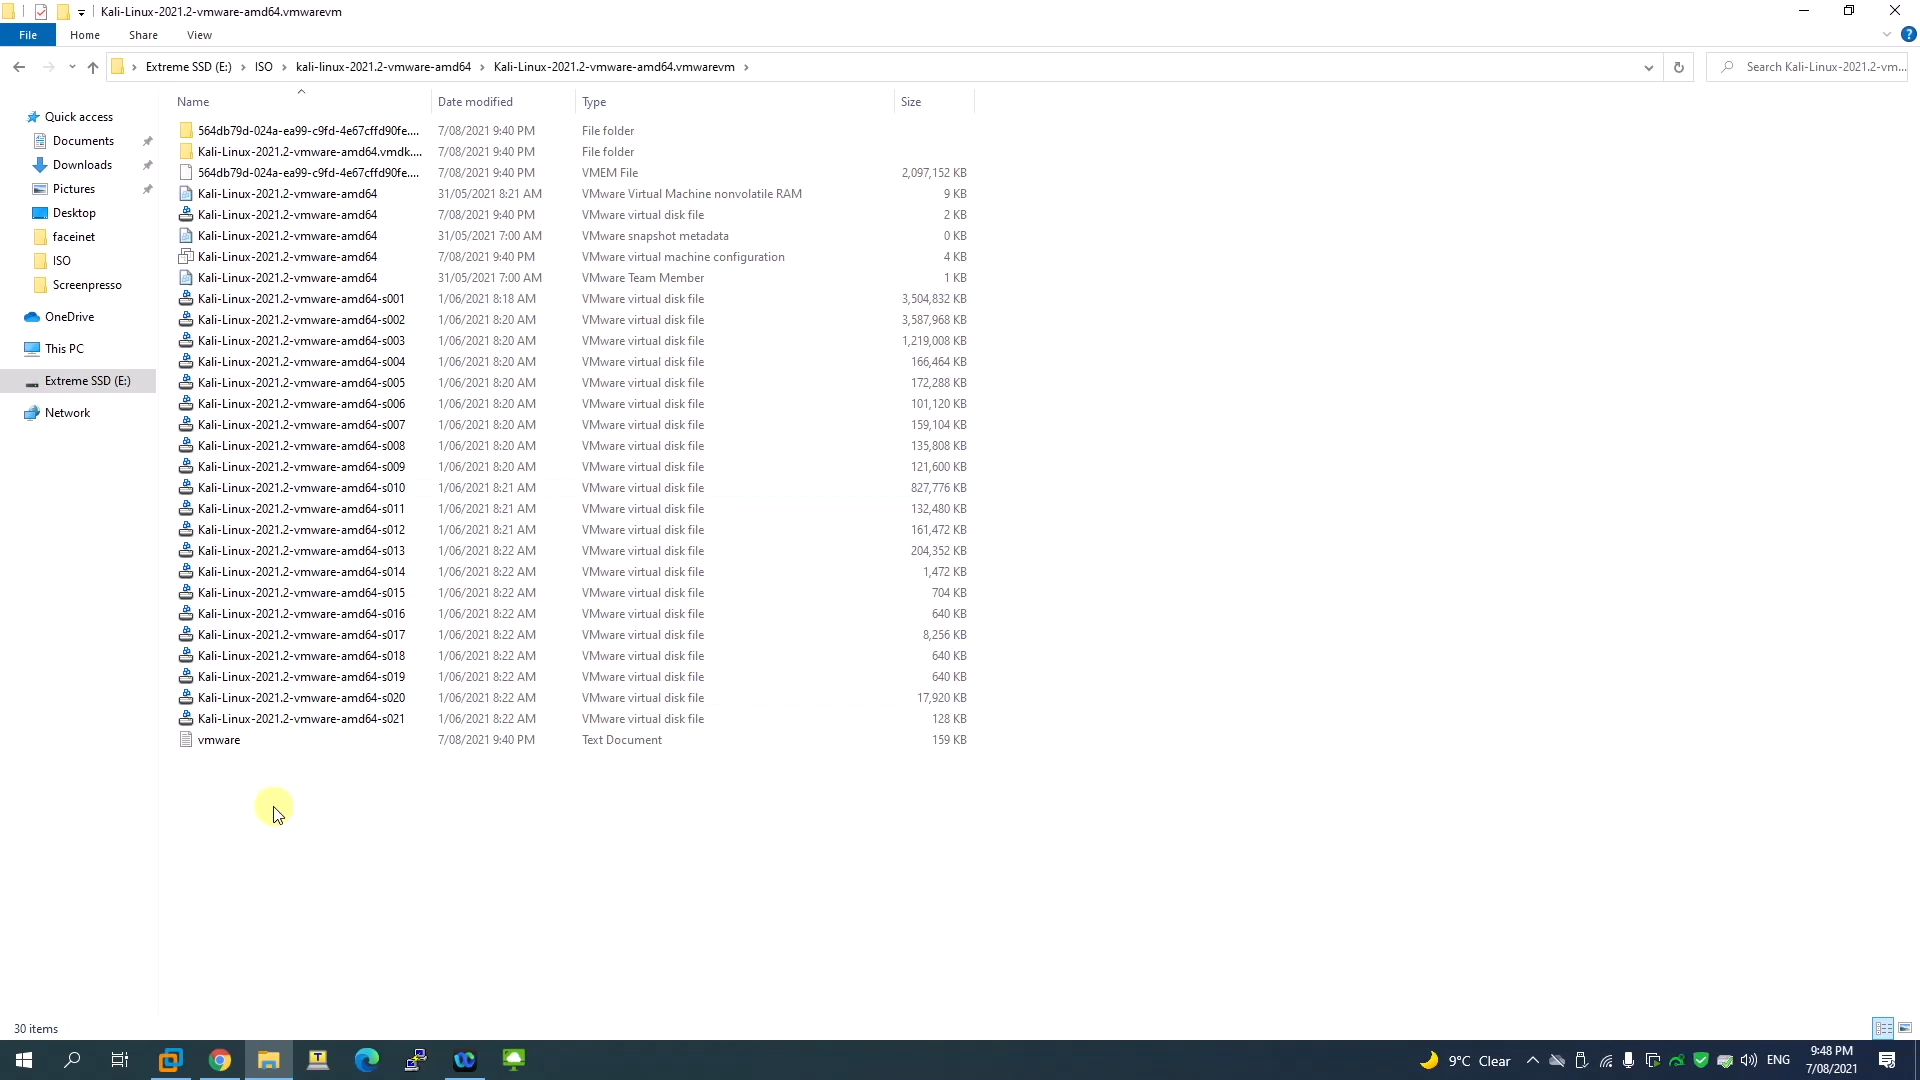 Kali-Linux-2021.2-vmware-amd64.vmwarevm
File Home Share View
Extreme SSD (E:) ISO kali-linux-2021.2-vmware-amd64 Kali-Linux-2021.2-vmware-amd64.vmwarevm
Search Kali-Linux-2021.2-vm...
Quick access
Documents
Downloads
Pictures
Desktop
faceinet
ISO
Screenpresso
OneDrive
This PC
Extreme SSD (E:)
Network
Name Date modified Type Size
564db79d-024a-ea99-c9fd-4e67cffd90fe.... 7/08/2021 9:40 PM File folder
Kali-Linux-2021.2-vmware-amd64.vmdk.... 7/08/2021 9:40 PM File folder
564db79d-024a-ea99-c9fd-4e67cffd90fe.... 7/08/2021 9:40 PM VMEM File 2,097,152 KB
Kali-Linux-2021.2-vmware-amd64 31/05/2021 8:21 AM VMware Virtual Machine nonvolatile RAM 9 KB
Kali-Linux-2021.2-vmware-amd64 7/08/2021 9:40 PM VMware virtual disk file 2 KB
Kali-Linux-2021.2-vmware-amd64 31/05/2021 7:00 AM VMware snapshot metadata 0 KB
Kali-Linux-2021.2-vmware-amd64 7/08/2021 9:40 PM VMware virtual machine configuration 4 KB
Kali-Linux-2021.2-vmware-amd64 31/05/2021 7:00 AM VMware Team Member 1 KB
Kali-Linux-2021.2-vmware-amd64-s001 1/06/2021 8:18 AM VMware virtual disk file 3,504,832 KB
Kali-Linux-2021.2-vmware-amd64-s002 1/06/2021 8:20 AM VMware virtual disk file 3,587,968 KB
Kali-Linux-2021.2-vmware-amd64-s003 1/06/2021 8:20 AM VMware virtual disk file 1,219,008 KB
Kali-Linux-2021.2-vmware-amd64-s004 1/06/2021 8:20 AM VMware virtual disk file 166,464 KB
Kali-Linux-2021.2-vmware-amd64-s005 1/06/2021 8:20 AM VMware virtual disk file 172,288 KB
Kali-Linux-2021.2-vmware-amd64-s006 1/06/2021 8:20 AM VMware virtual disk file 101,120 KB
Kali-Linux-2021.2-vmware-amd64-s007 1/06/2021 8:20 AM VMware virtual disk file 159,104 KB
Kali-Linux-2021.2-vmware-amd64-s008 1/06/2021 8:20 AM VMware virtual disk file 135,808 KB
Kali-Linux-2021.2-vmware-amd64-s009 1/06/2021 8:20 AM VMware virtual disk file 121,600 KB
Kali-Linux-2021.2-vmware-amd64-s010 1/06/2021 8:21 AM VMware virtual disk file 827,776 KB
Kali-Linux-2021.2-vmware-amd64-s011 1/06/2021 8:21 AM VMware virtual disk file 132,480 KB
Kali-Linux-2021.2-vmware-amd64-s012 1/06/2021 8:21 AM VMware virtual disk file 161,472 KB
Kali-Linux-2021.2-vmware-amd64-s013 1/06/2021 8:22 AM VMware virtual disk file 204,352 KB
Kali-Linux-2021.2-vmware-amd64-s014 1/06/2021 8:22 AM VMware virtual disk file 1,472 KB
Kali-Linux-2021.2-vmware-amd64-s015 1/06/2021 8:22 AM VMware virtual disk file 704 KB
Kali-Linux-2021.2-vmware-amd64-s016 1/06/2021 8:22 AM VMware virtual disk file 640 KB
Kali-Linux-2021.2-vmware-amd64-s017 1/06/2021 8:22 AM VMware virtual disk file 8,256 KB
Kali-Linux-2021.2-vmware-amd64-s018 1/06/2021 8:22 AM VMware virtual disk file 640 KB
Kali-Linux-2021.2-vmware-amd64-s019 1/06/2021 8:22 AM VMware virtual disk file 640 KB
Kali-Linux-2021.2-vmware-amd64-s020 1/06/2021 8:22 AM VMware virtual disk file 17,920 KB
Kali-Linux-2021.2-vmware-amd64-s021 1/06/2021 8:22 AM VMware virtual disk file 128 KB
vmware 7/08/2021 9:40 PM Text Document 159 KB
30 items
9°C Clear ENG 9:48 PM
7/08/2021